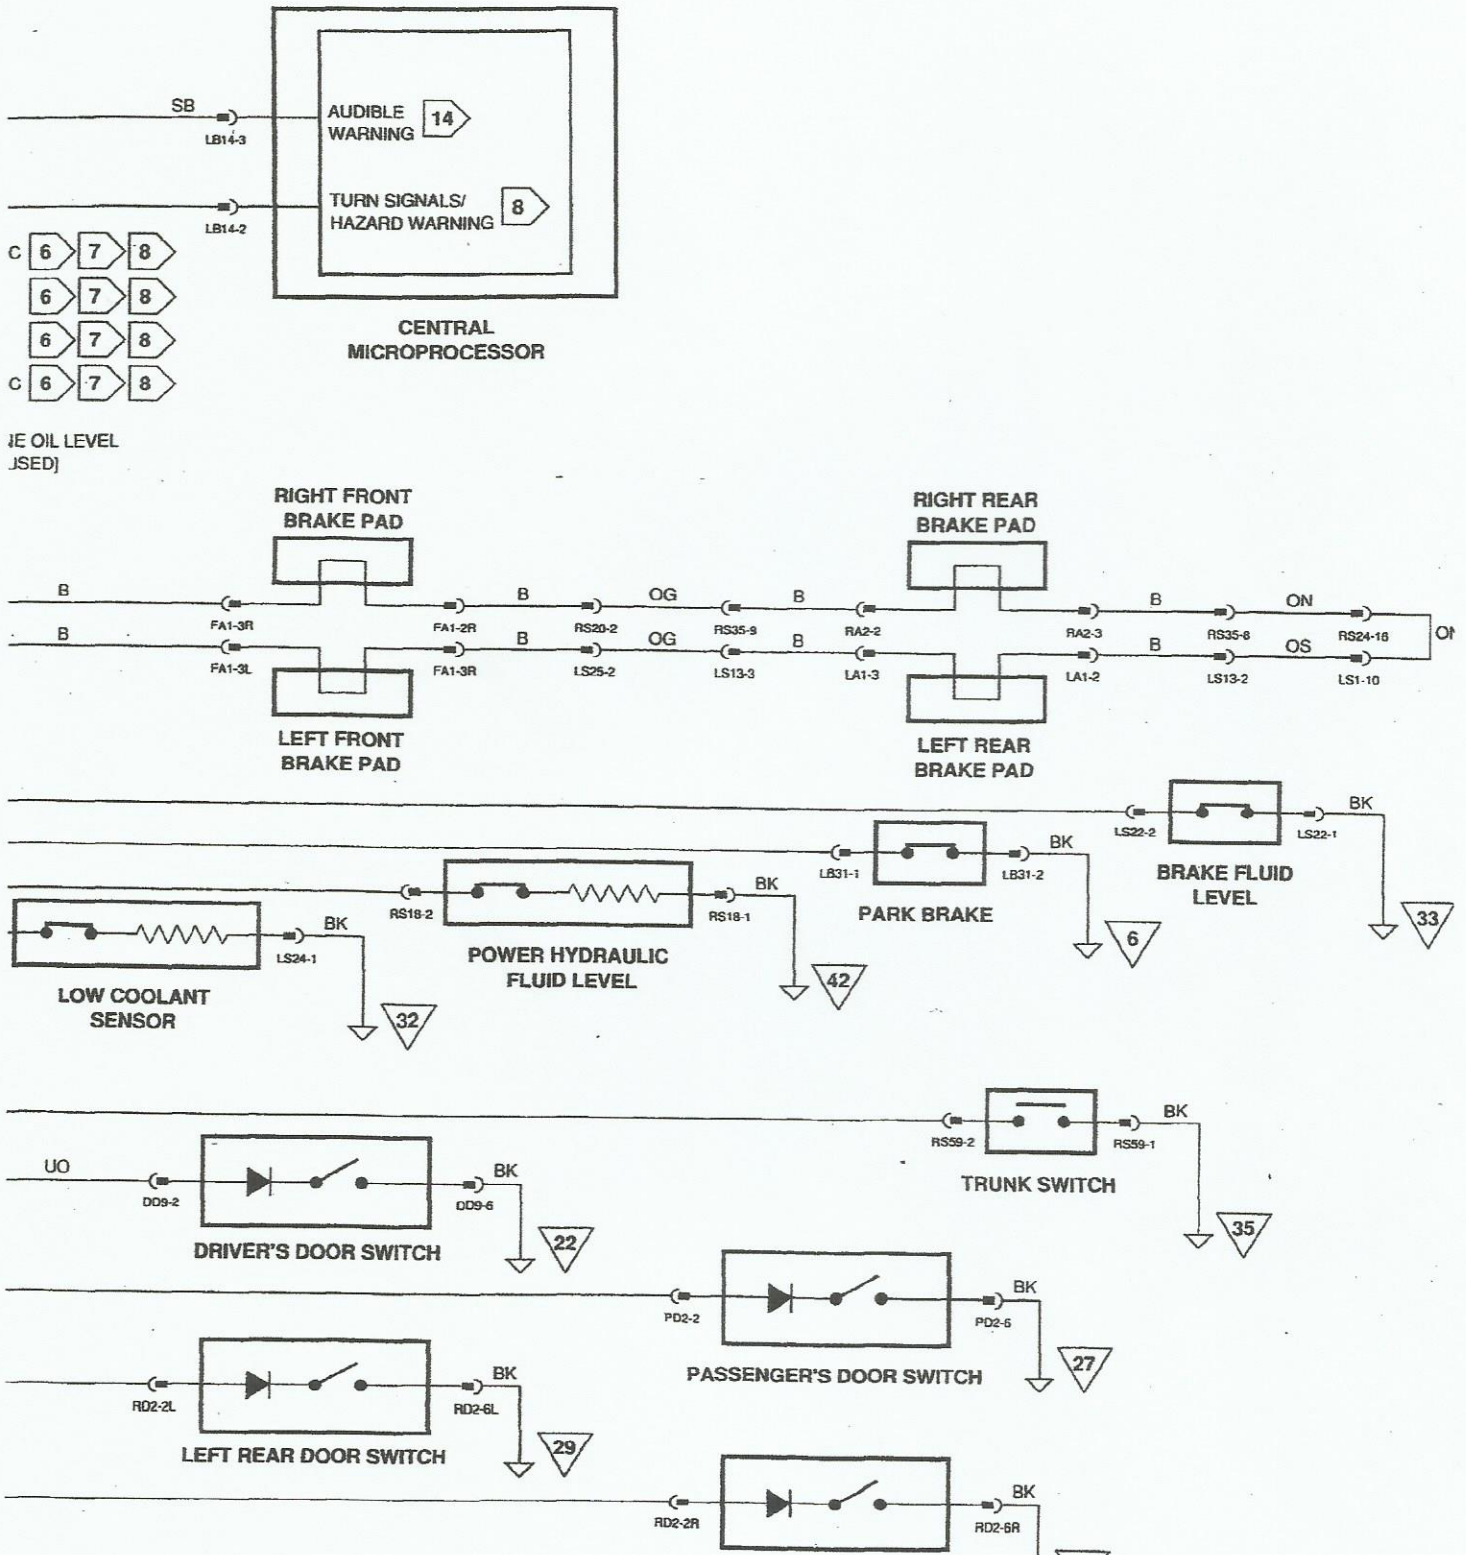 SB
LB14-3
AUDIBLE
WARNING
14
LB14-2
TURN SIGNALS/
HAZARD WARNING
8
C 6 7 8
6 7 8
6 7 8
C 6 7 8
CENTRAL
MICROPROCESSOR
OIL LEVEL
RIGHT FRONT
BRAKE PAD
RIGHT REAR
BRAKE PAD
B B OG B B ON
FA1-3R FA1-2R RS20-2 RS35-9 RA2-2 RA2-3 RS35-8 RS24-16
B B OG B B OS
FA1-3L FA1-3R LS25-2 LS13-3 LA1-3 LA1-2 LS13-2 LS1-10
LEFT FRONT
BRAKE PAD
LEFT REAR
BRAKE PAD
LS22-2 LS22-1 BK
BRAKE FLUID
LEVEL
33
LB31-1 LB31-2 BK
PARK BRAKE
6
RS18-2 RS18-1 BK
POWER HYDRAULIC
FLUID LEVEL
42
LS24-1 BK
LOW COOLANT
SENSOR
32
RS59-2 RS59-1 BK
TRUNK SWITCH
35
UO
DD9-2 DD9-6 BK
DRIVER'S DOOR SWITCH
22
PD2-2 PD2-6 BK
PASSENGER'S DOOR SWITCH
27
RD2-2L RD2-6L BK
LEFT REAR DOOR SWITCH
29
RD2-2R RD2-6R BK